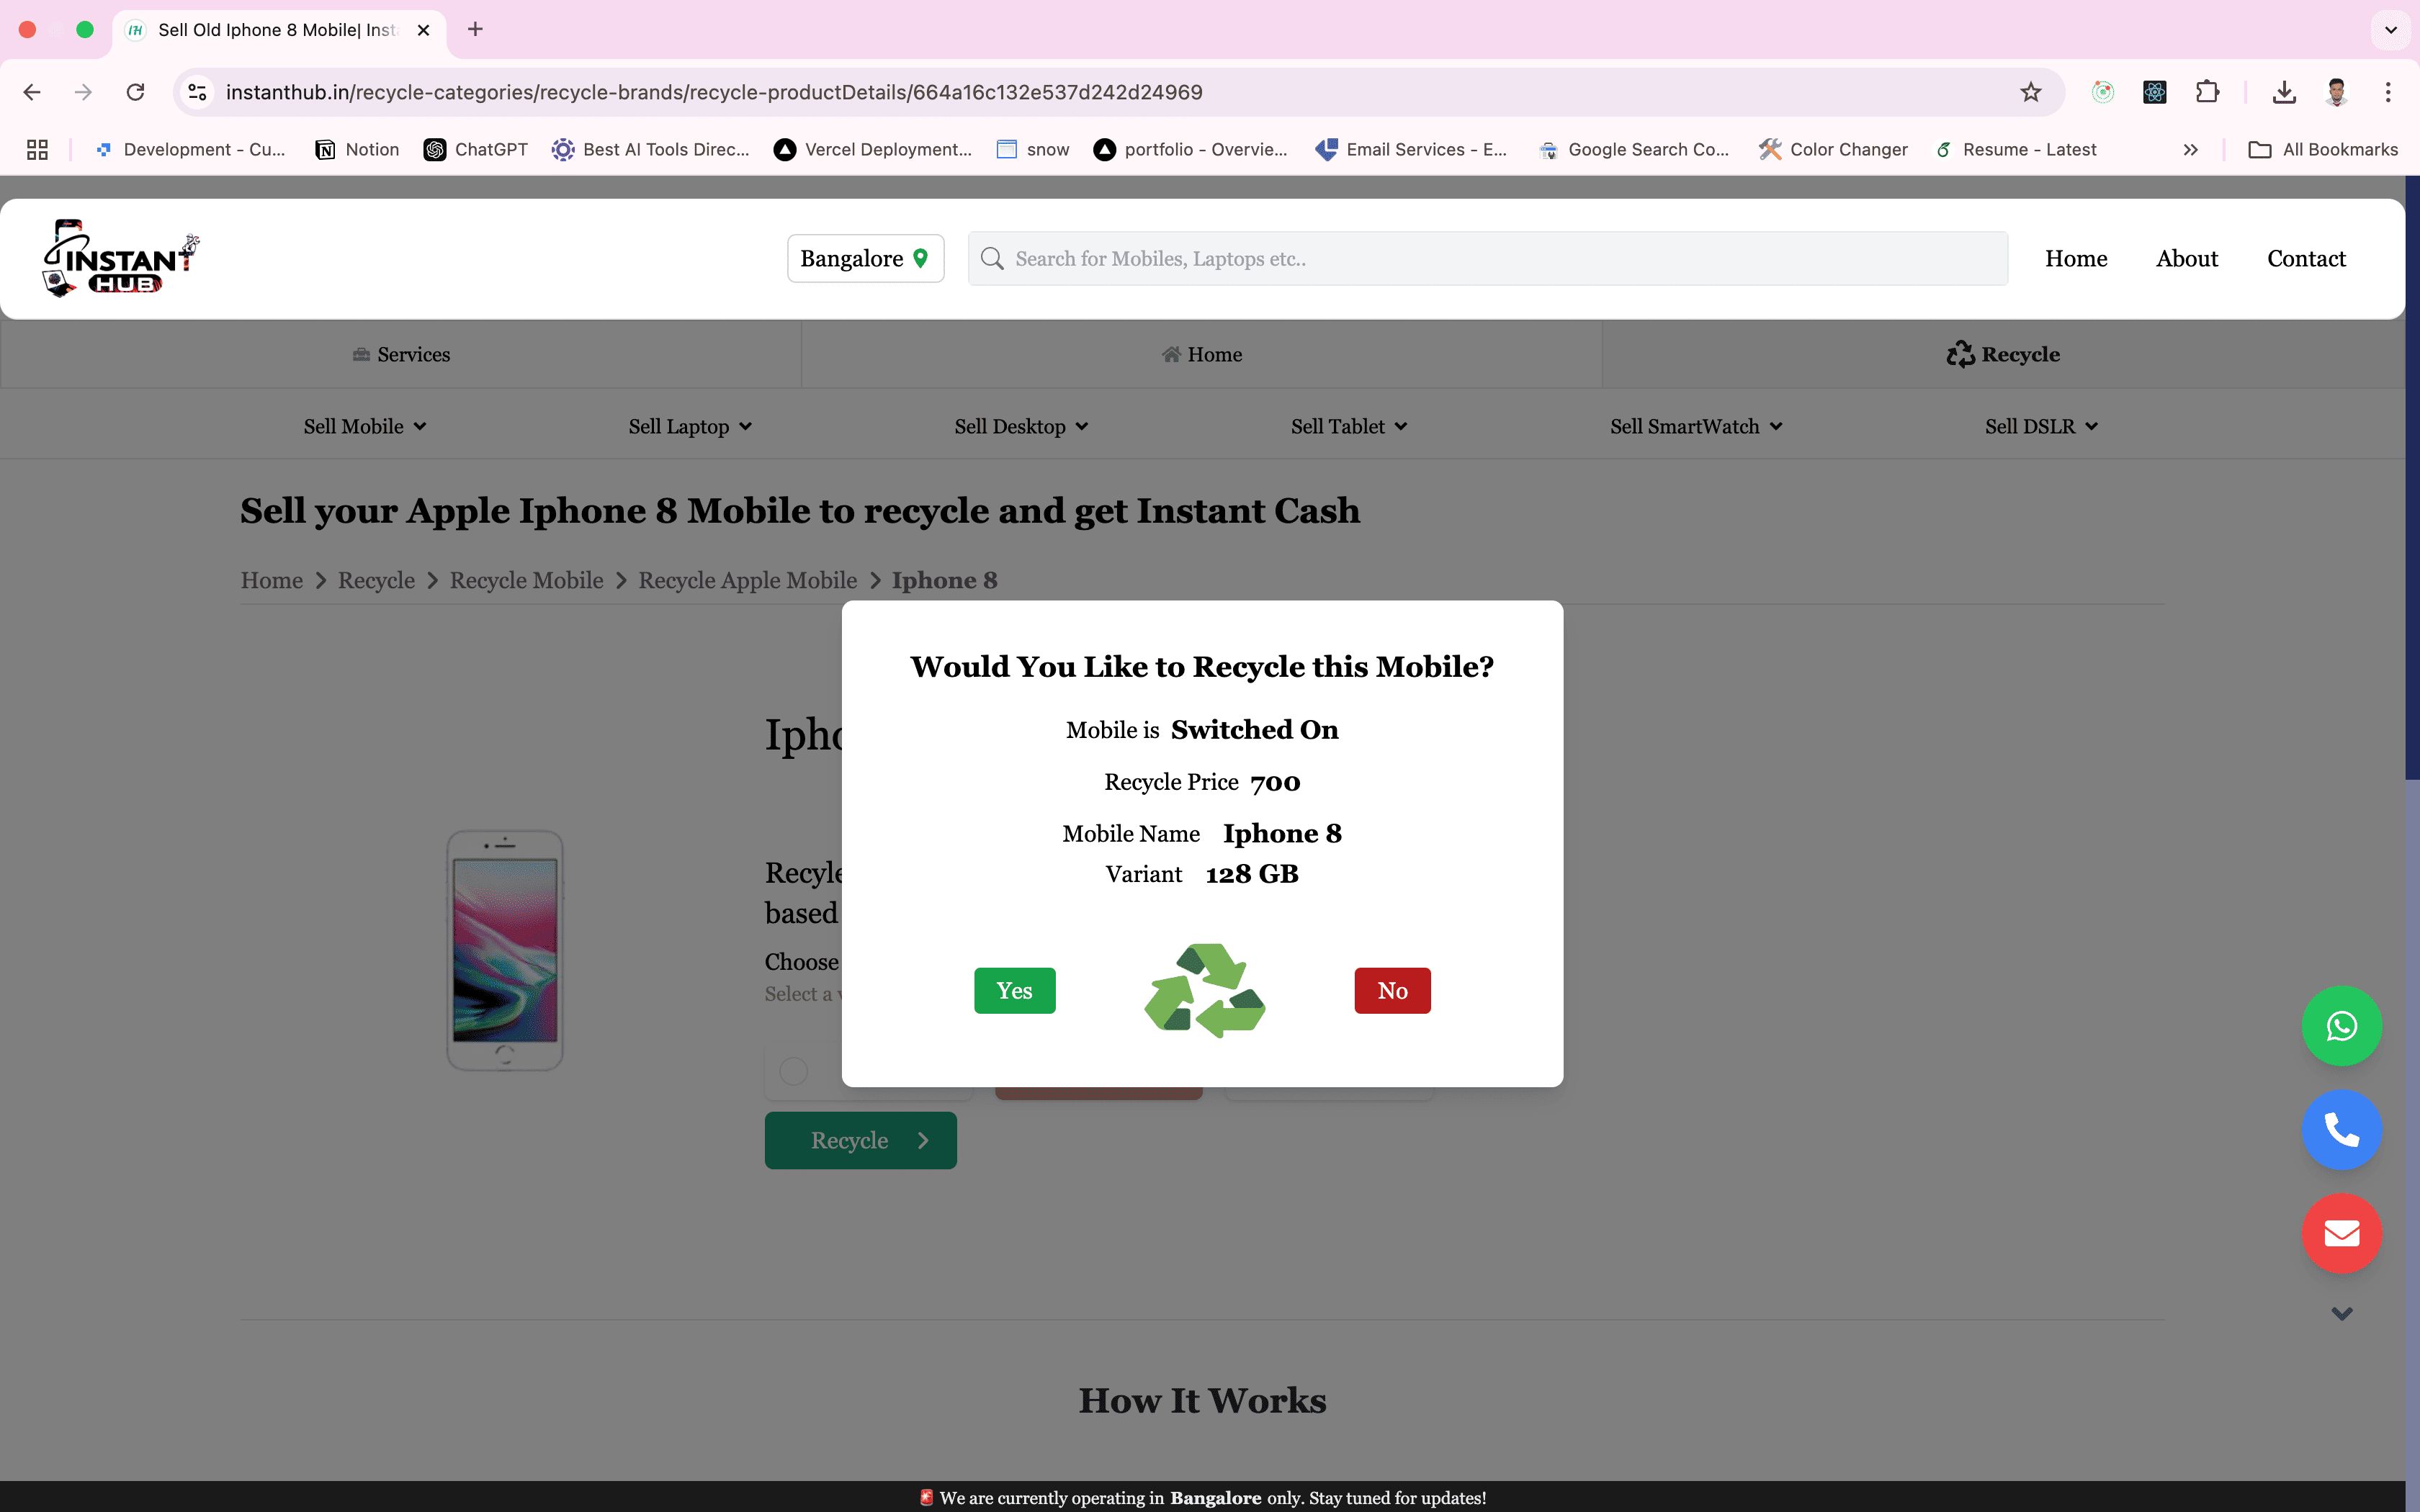 Sell Old Iphone 8 Mobile| Inst
instanthub.in/recycle-categories/recycle-brands/recycle-productDetails/664a16c132e537d242d24969
Development - Cu... Notion ChatGPT Best AI Tools Direc... Vercel Deployment... snow portfolio - Overvie... Email Services - E... Google Search Co... Color Changer Resume - Latest All Bookmarks
INSTANT
HUB
Bangalore Search for Mobiles, Laptops etc.. Home About Contact
Services Home Recycle
Sell Mobile Sell Laptop Sell Desktop Sell Tablet Sell SmartWatch Sell DSLR
Sell your Apple Iphone 8 Mobile to recycle and get Instant Cash
Home > Recycle > Recycle Mobile > Recycle Apple Mobile > Iphone 8
Would You Like to Recycle this Mobile?
Mobile is Switched On
Recycle Price 700
Mobile Name Iphone 8
Variant 128 GB
Yes No
Ipho
Recyle
based
Choose
Select a
Recycle
How It Works
We are currently operating in Bangalore only. Stay tuned for updates!